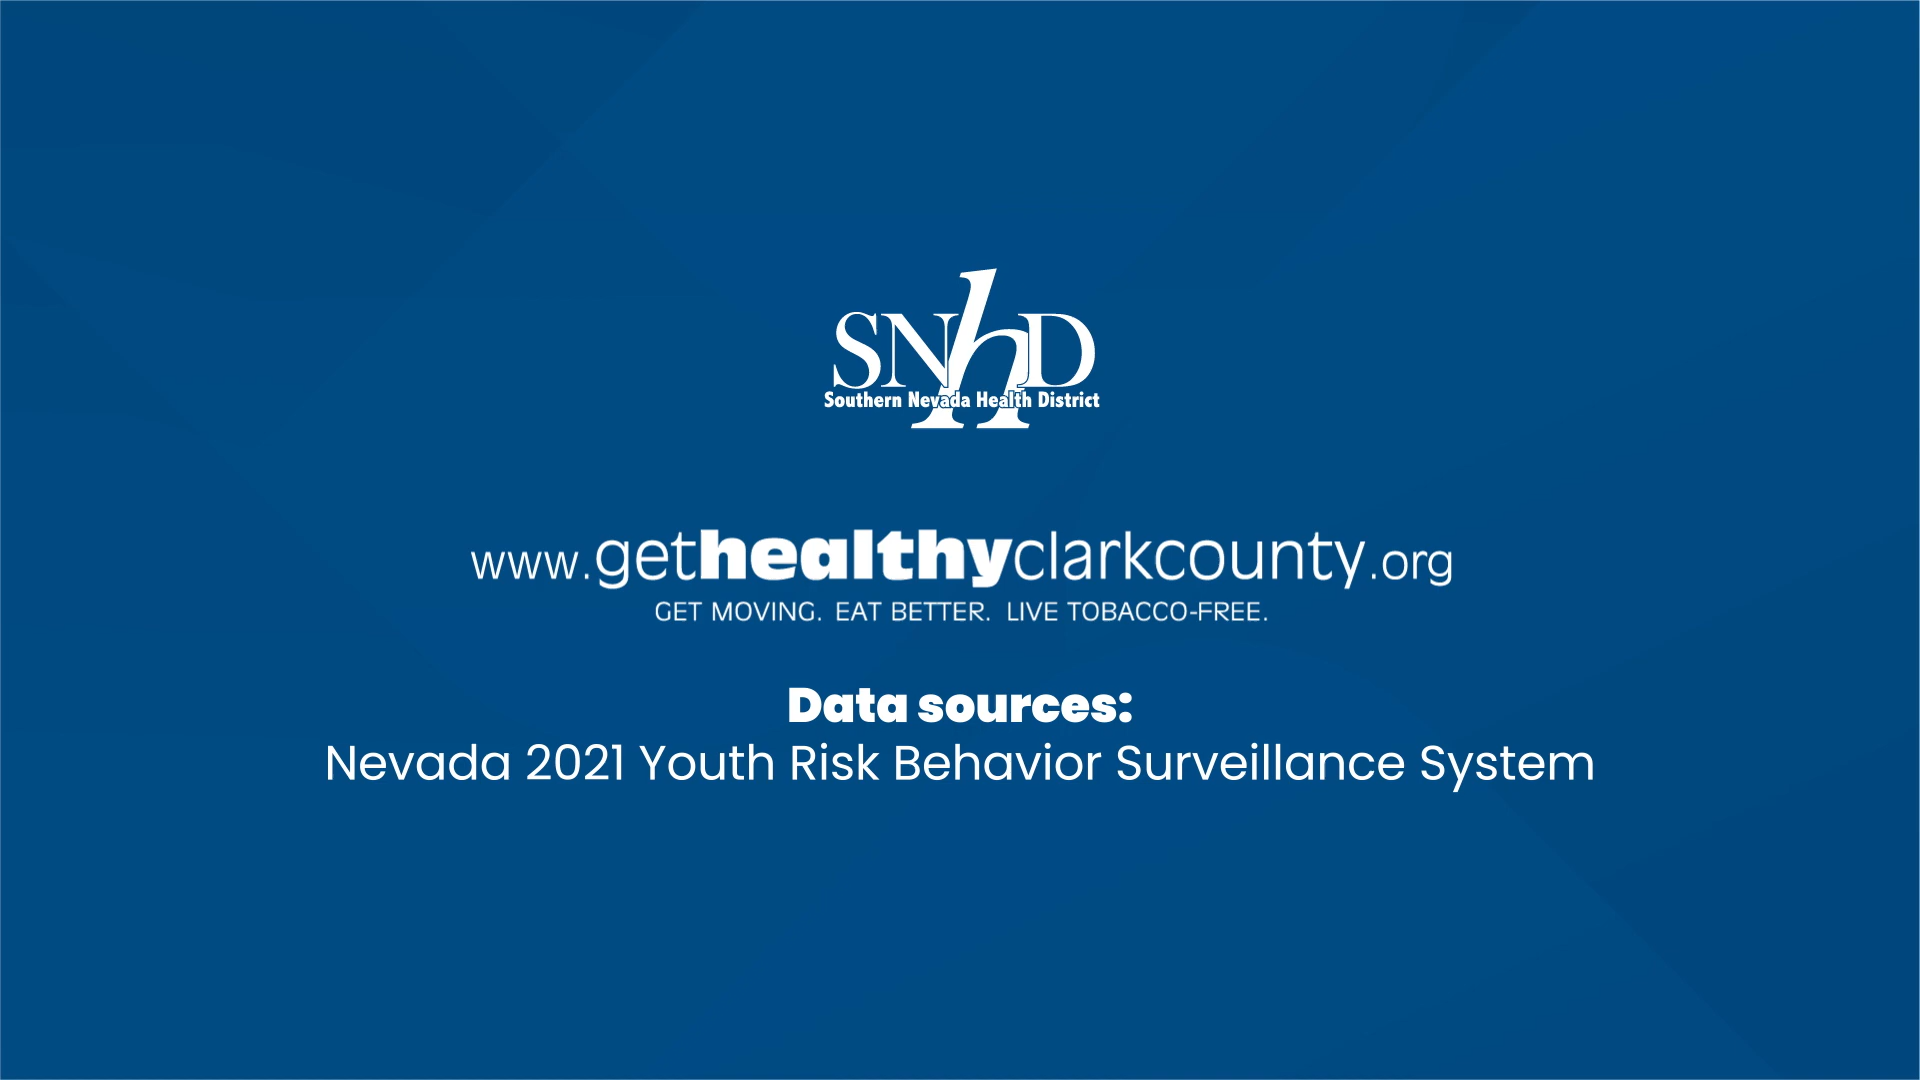 SNhD
Southern Nevada Health District
www.gethealthyclarkcounty.org
GET MOVING. EAT BETTER. LIVE TOBACCO-FREE.
Data sources:
Nevada 2021 Youth Risk Behavior Surveillance System